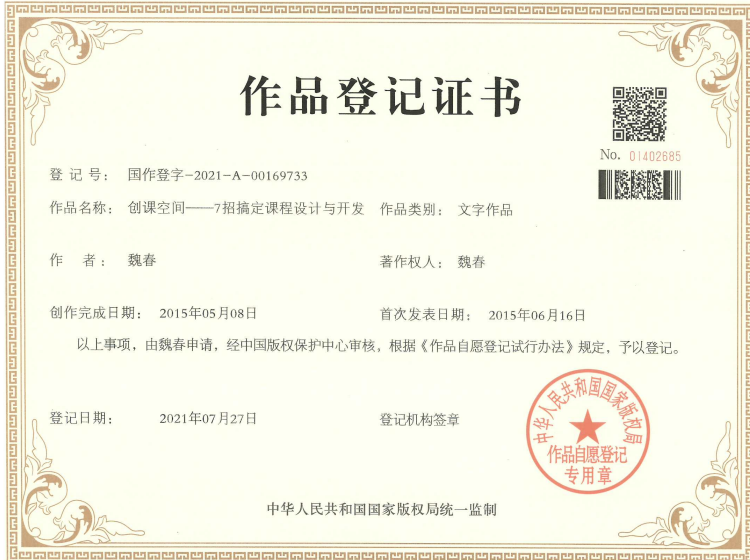 作品登记证书
No. 01402685
登 记 号： 国作登字-2021-A-00169733
作品名称： 创课空间——7招搞定课程设计与开发 作品类别： 文字作品
作 者： 魏春 著作权人： 魏春
创作完成日期： 2015年05月08日 首次发表日期： 2015年06月16日
以上事项，由魏春申请，经中国版权保护中心审核，根据《作品自愿登记试行办法》规定，予以登记。
登记日期： 2021年07月27日 登记机构签章
中华人民共和国国家版权局
作品自愿登记
专用章
中华人民共和国国家版权局统一监制